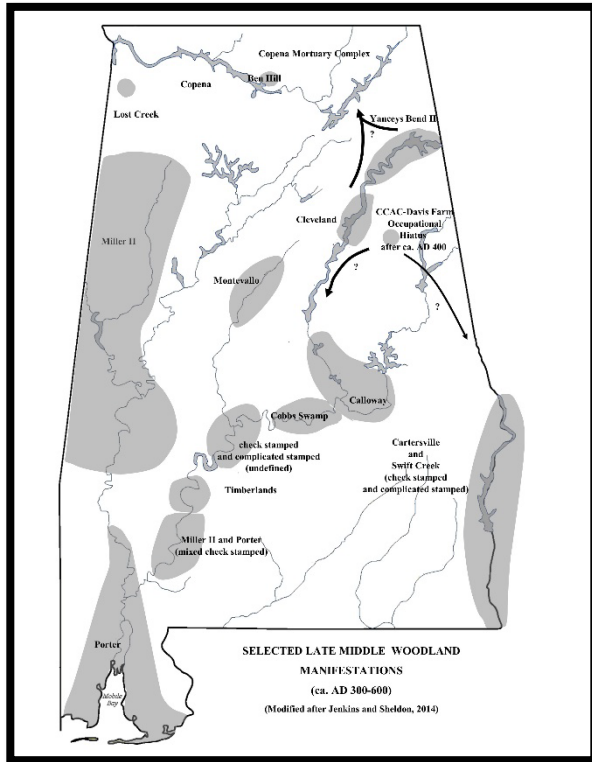 Copena Mortuary Complex
Ben Hill
Copena
Lost Creek
Yanceys Bend II
?
Cleveland
CCAC-Davis Farm
Occupational
Hiatus
after ca. AD 400
Miller II
Montevallo
?
?
Calloway
Cobbs Swamp
check stamped
and complicated stamped
(undefined)
Cartersville
and
Swift Creek
(check stamped
and complicated stamped)
Timberlands
Miller II and Porter
(mixed check stamped)
Porter
Mobile
Bay
SELECTED LATE MIDDLE WOODLAND
MANIFESTATIONS
(ca. AD 300-600)
(Modified after Jenkins and Sheldon, 2014)